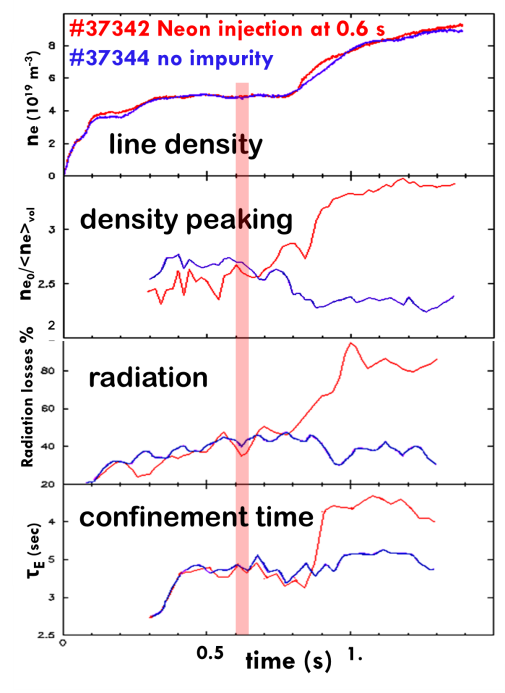 #37342 Neon injection at 0.6 s
#37344 no impurity
8
6
4
2
ne (10¹⁹ m⁻³)
line density
density peaking
3
2.5
2
ne₀/<ne>vol
radiation
80
60
40
20
Radiation losses %
confinement time
4
5
3
2.5
τE (sec)
0
0.5
1.
time (s)